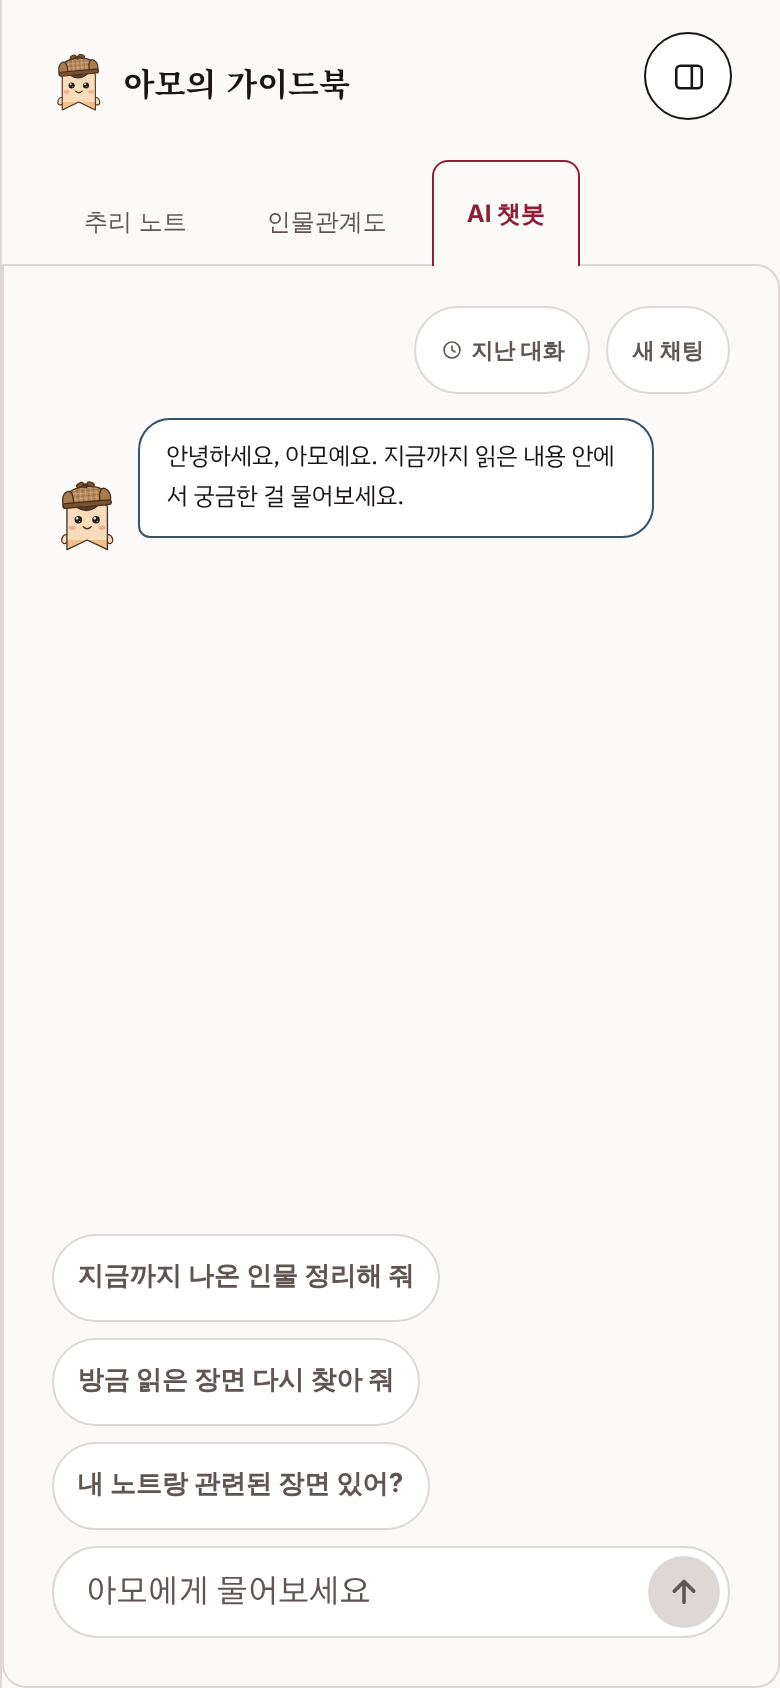 아모의 가이드북
추리 노트
인물관계도
AI 챗봇
지난 대화
새 채팅
안녕하세요, 아모예요. 지금까지 읽은 내용 안에
서 궁금한 걸 물어보세요.
지금까지 나온 인물 정리해 줘
방금 읽은 장면 다시 찾아 줘
내 노트랑 관련된 장면 있어?
아모에게 물어보세요